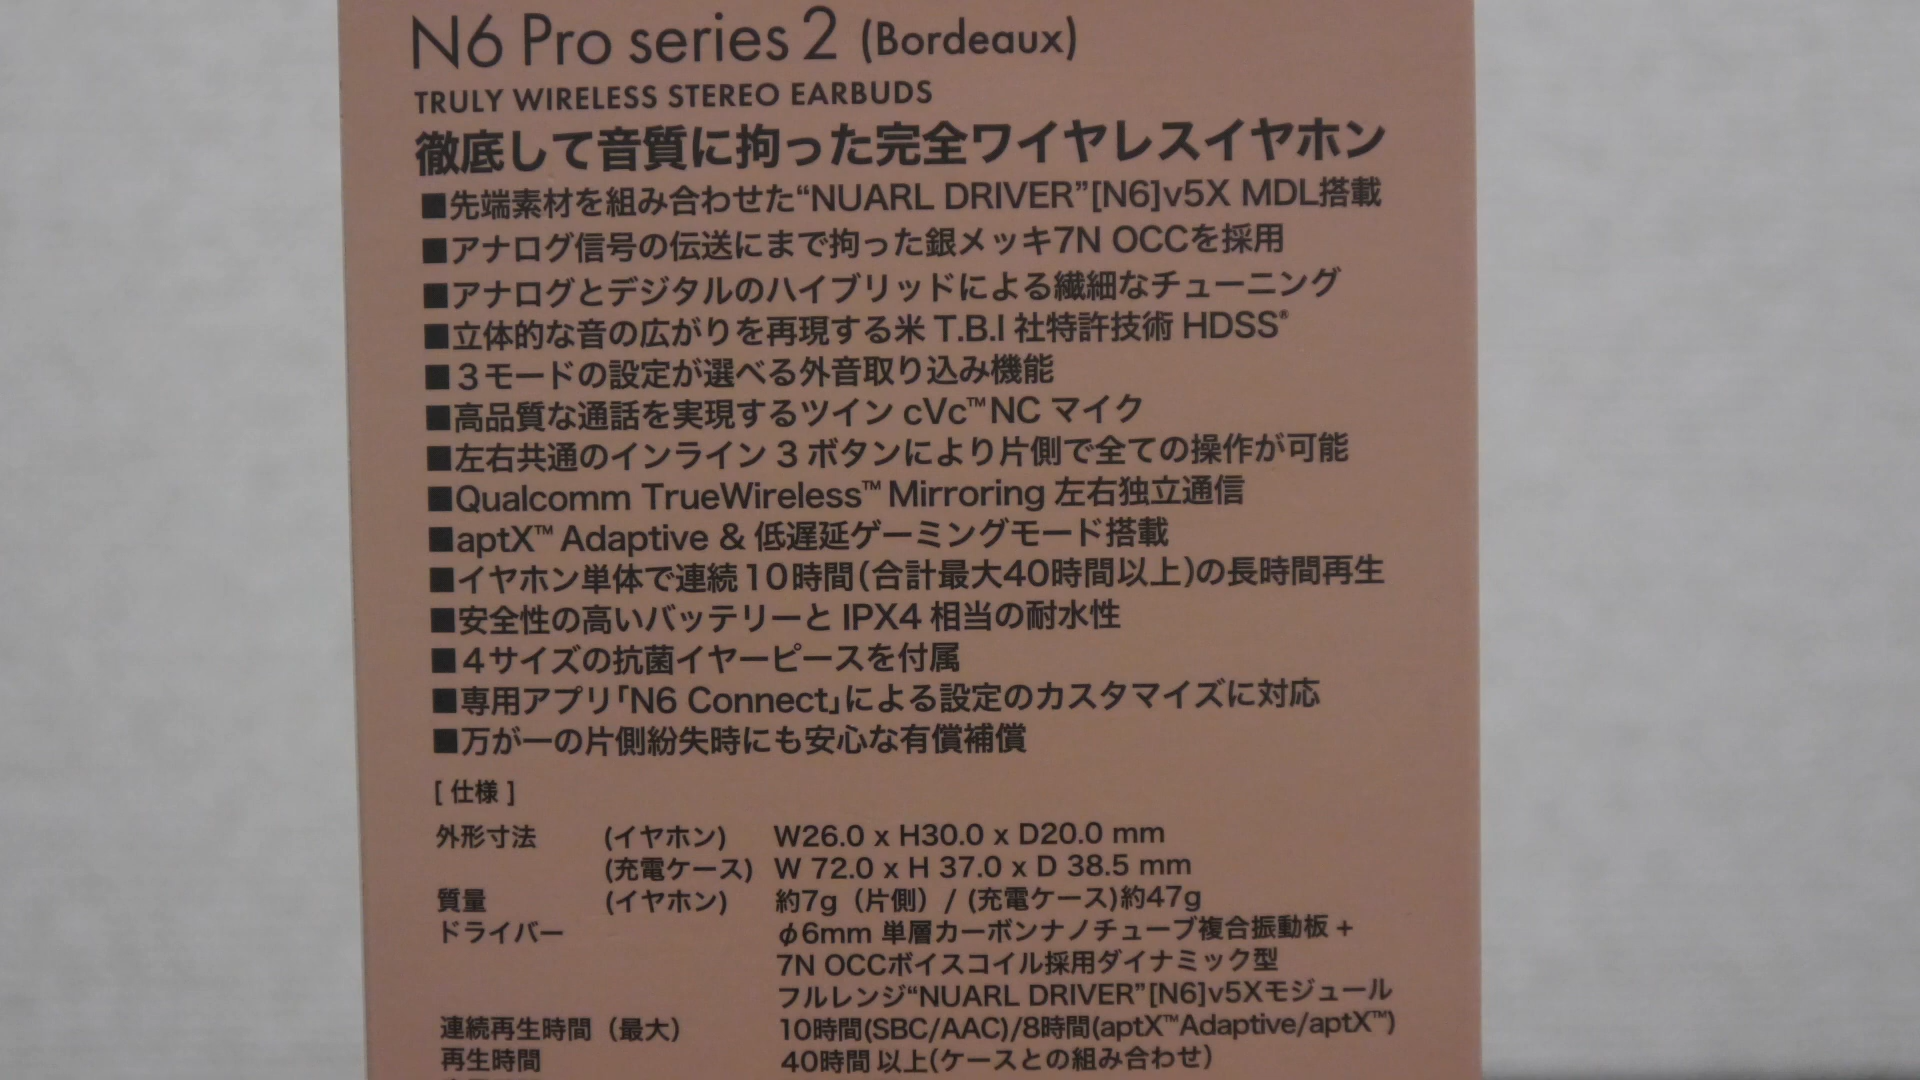 N6 Pro series 2 (Bordeaux)
TRULY WIRELESS STEREO EARBUDS
徹底して音質に拘った完全ワイヤレスイヤホン
■先端素材を組み合わせた“NUARL DRIVER”[N6]v5X MDL搭載
■アナログ信号の伝送にまで拘った銀メッキ7N OCCを採用
■アナログとデジタルのハイブリッドによる繊細なチューニング
■立体的な音の広がりを再現する米 T.B.I 社特許技術 HDSS®
■３モードの設定が選べる外音取り込み機能
■高品質な通話を実現するツイン cVc™ NC マイク
■左右共通のインライン 3 ボタンにより片側で全ての操作が可能
■Qualcomm TrueWireless™ Mirroring 左右独立通信
■aptX™ Adaptive & 低遅延ゲーミングモード搭載
■イヤホン単体で連続10時間(合計最大40時間以上)の長時間再生
■安全性の高いバッテリーと IPX4 相当の耐水性
■４サイズの抗菌イヤーピースを付属
■専用アプリ「N6 Connect」による設定のカスタマイズに対応
■万が一の片側紛失時にも安心な有償補償
[ 仕様 ]
外形寸法 (イヤホン) W26.0 x H30.0 x D20.0 mm
(充電ケース) W 72.0 x H 37.0 x D 38.5 mm
質量 (イヤホン) 約7g（片側）/ (充電ケース)約47g
ドライバー φ6mm 単層カーボンナノチューブ複合振動板 +
7N OCCボイスコイル採用ダイナミック型
フルレンジ“NUARL DRIVER”[N6]v5Xモジュール
連続再生時間（最大） 10時間(SBC/AAC)/8時間(aptX™Adaptive/aptX™)
再生時間 40時間 以上(ケースとの組み合わせ)